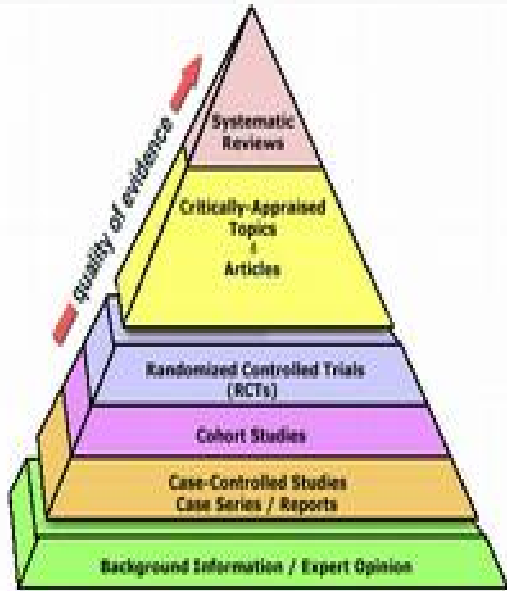 Systematic
Reviews
quality of evidence
Critically-Appraised
Topics
&
Articles
Randomized Controlled Trials
(RCTs)
Cohort Studies
Case-Controlled Studies
Case Series / Reports
Background Information / Expert Opinion